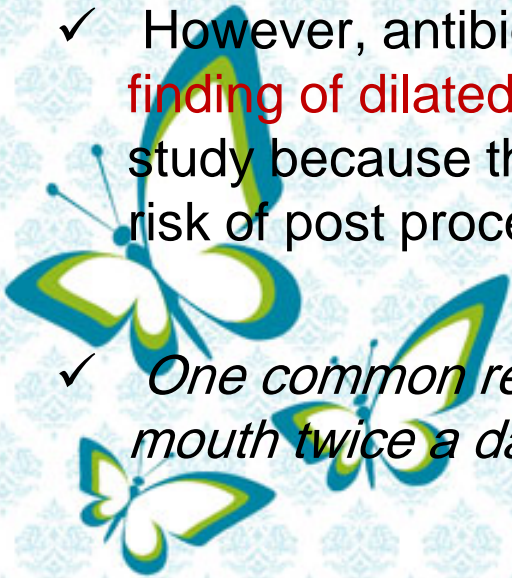 ✓ However, antibi
finding of dilated
study because th
risk of post proce
✓ One common re
mouth twice a da